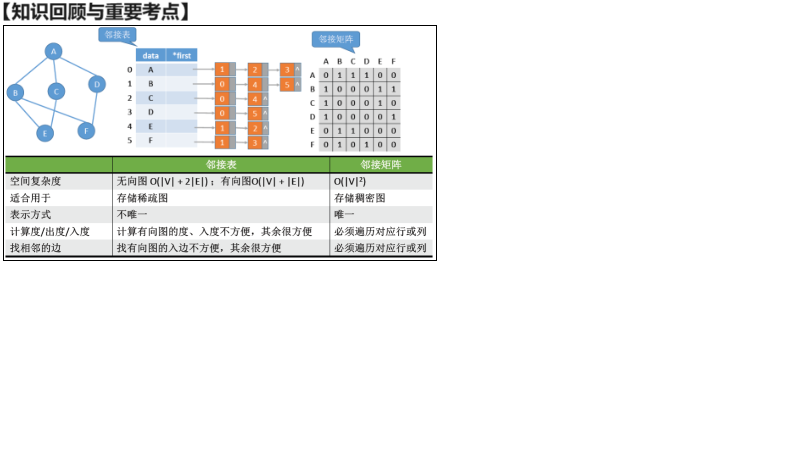 【知识回顾与重要考点】
邻接表
邻接矩阵
A
B
C
D
E
F
data *first
0 A 1 2 3 ^
1 B 0 4 5 ^
2 C 0 4 ^
3 D 0 5 ^
4 E 1 2 ^
5 F 1 3 ^
A B C D E F
A 0 1 1 1 0 0
B 1 0 0 0 1 1
C 1 0 0 0 1 0
D 1 0 0 0 0 1
E 0 1 1 0 0 0
F 0 1 0 1 0 0
邻接表 邻接矩阵
空间复杂度 无向图 O(|V| + 2|E|)；有向图O(|V| + |E|) O(|V|²)
适合用于 存储稀疏图 存储稠密图
表示方式 不唯一 唯一
计算度/出度/入度 计算有向图的度、入度不方便，其余很方便 必须遍历对应行或列
找相邻的边 找有向图的入边不方便，其余很方便 必须遍历对应行或列